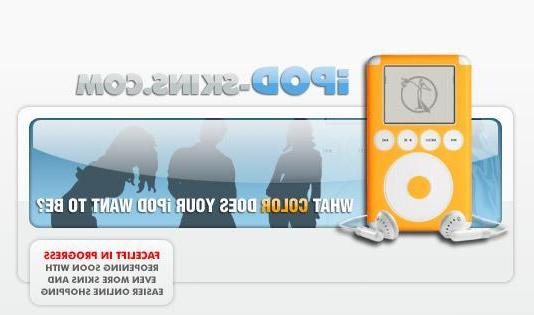 iPOD-SKINS.COM
WHAT COLOR DOES YOUR iPOD WANT TO BE?
FACELIFT IN PROGRESS
REOPENING SOON WITH
EVEN MORE SKINS AND
EASIER ONLINE SHOPPING